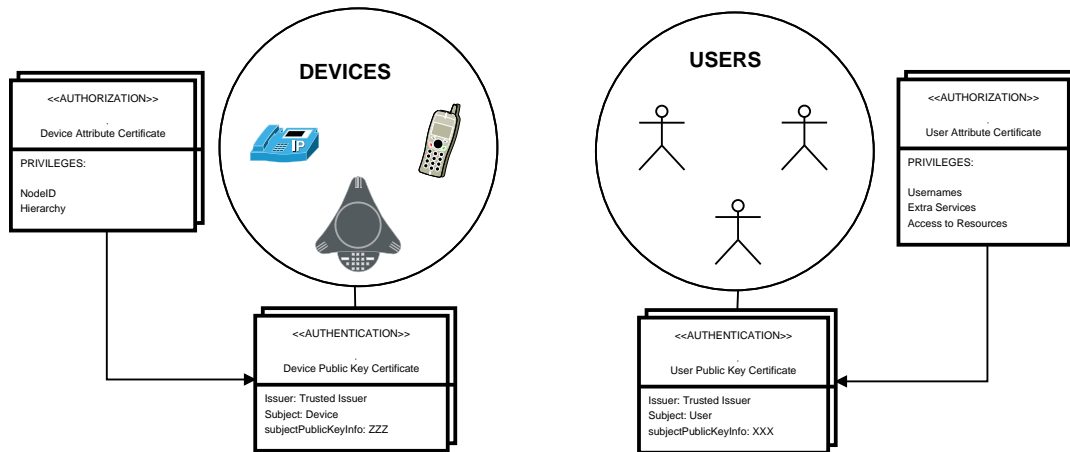 DEVICES
USERS
<<AUTHORIZATION>>
.
Device Attribute Certificate
PRIVILEGES:
NodeID
Hierarchy
IP
<<AUTHORIZATION>>
.
User Attribute Certificate
PRIVILEGES:
Usernames
Extra Services
Access to Resources
<<AUTHENTICATION>>
.
Device Public Key Certificate
Issuer: Trusted Issuer
Subject: Device
subjectPublicKeyInfo: ZZZ
<<AUTHENTICATION>>
.
User Public Key Certificate
Issuer: Trusted Issuer
Subject: User
subjectPublicKeyInfo: XXX